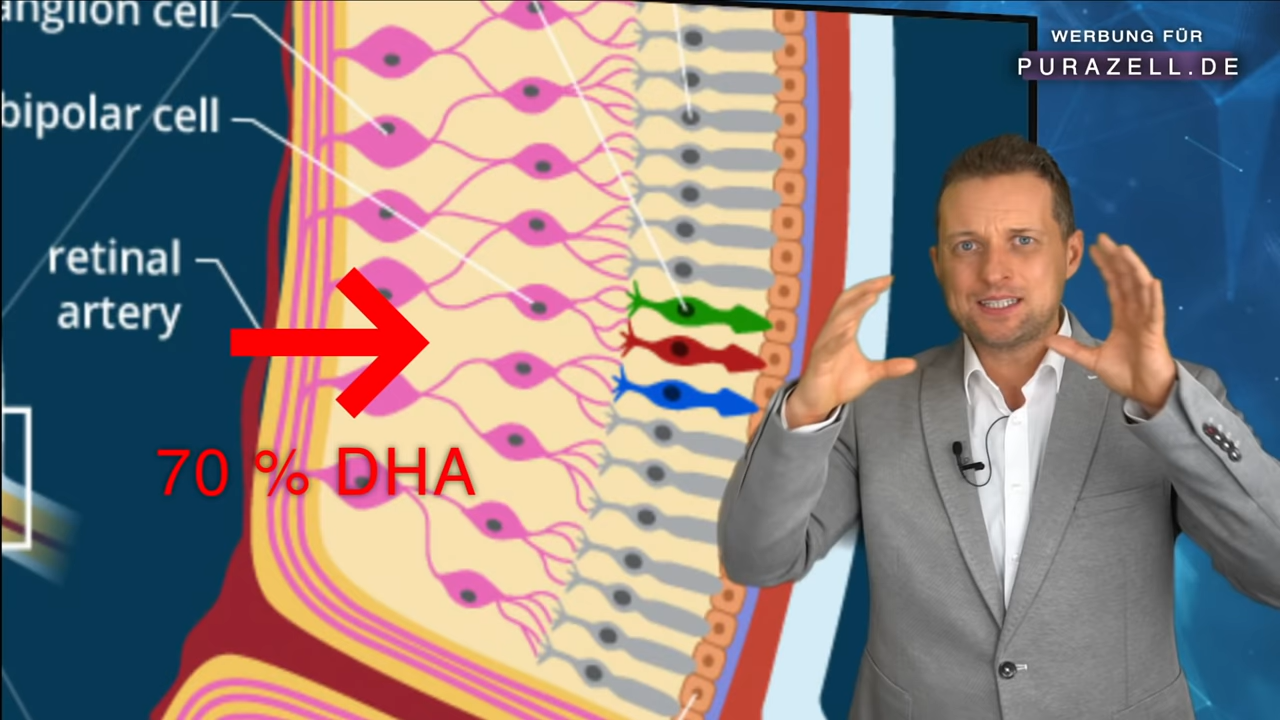 anglion cell
bipolar cell
retinal
artery
70 % DHA
WERBUNG FÜR
PURAZELL.DE